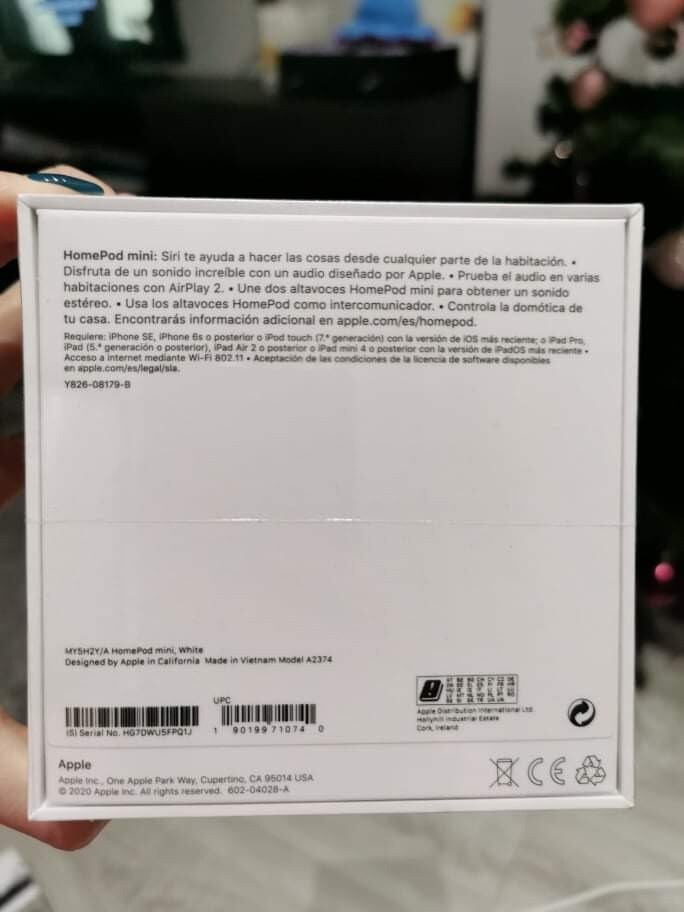 HomePod mini: Siri te ayuda a hacer las cosas desde cualquier parte de la habitación. •
Disfruta de un sonido increíble con un audio diseñado por Apple. • Prueba el audio en varias
habitaciones con AirPlay 2. • Une dos altavoces HomePod mini para obtener un sonido
estéreo. • Usa los altavoces HomePod como intercomunicador. • Controla la domótica de
tu casa. Encontrarás información adicional en apple.com/es/homepod.
Requiere: iPhone SE, iPhone 6s o posterior o iPod touch (7.ª generación) con la versión de iOS más reciente; o iPad Pro,
iPad (5.ª generación o posterior), iPad Air 2 o posterior o iPad mini 4 o posterior con la versión de iPadOS más reciente •
Acceso a internet mediante Wi-Fi 802.11 • Aceptación de las condiciones de la licencia de software disponibles
en apple.com/es/legal/sla.
Y826-08179-B
MY5H2Y/A HomePod mini, White
Designed by Apple in California Made in Vietnam Model A2374
UPC
(S) Serial No. HG7DWU5FPQ1J
1 90199 71074 0
Apple Distribution International Ltd.
Hollyhill Industrial Estate
Cork, Ireland
Apple
Apple Inc., One Apple Park Way, Cupertino, CA 95014 USA
© 2020 Apple Inc. All rights reserved. 602-04028-A
CE